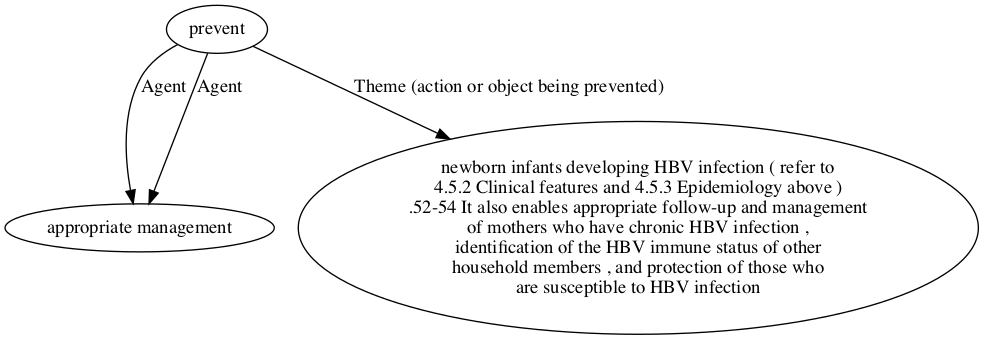 prevent
Agent
Agent
Theme (action or object being prevented)
newborn infants developing HBV infection ( refer to
4.5.2 Clinical features and 4.5.3 Epidemiology above )
.52-54 It also enables appropriate follow-up and management
of mothers who have chronic HBV infection ,
identification of the HBV immune status of other
household members , and protection of those who
are susceptible to HBV infection
appropriate management